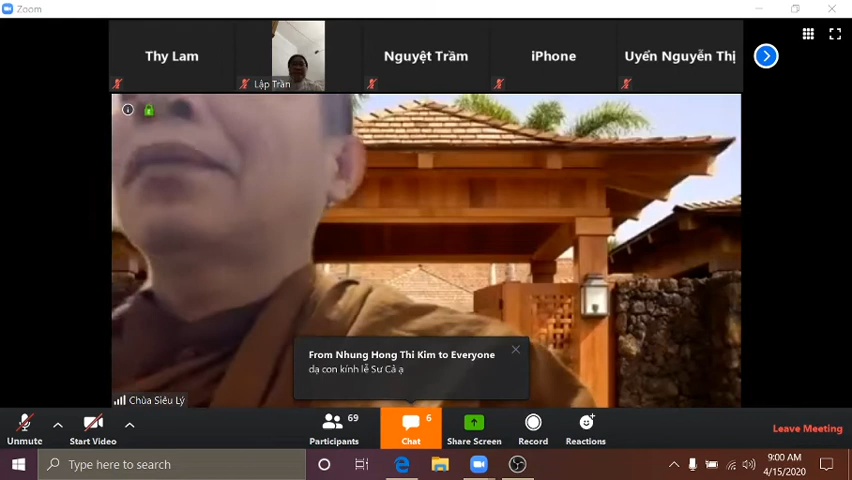 Zoom
Thy Lam
Lập Trần
Nguyệt Trầm
iPhone
Uyển Nguyễn Thị
From Nhung Hong Thi Kim to Everyone
dạ con kính lễ Sư Cả ạ
Chùa Siêu Lý
Unmute
Start Video
69
Participants
6
Chat
Share Screen
Record
Reactions
Leave Meeting
Type here to search
9:00 AM
4/15/2020